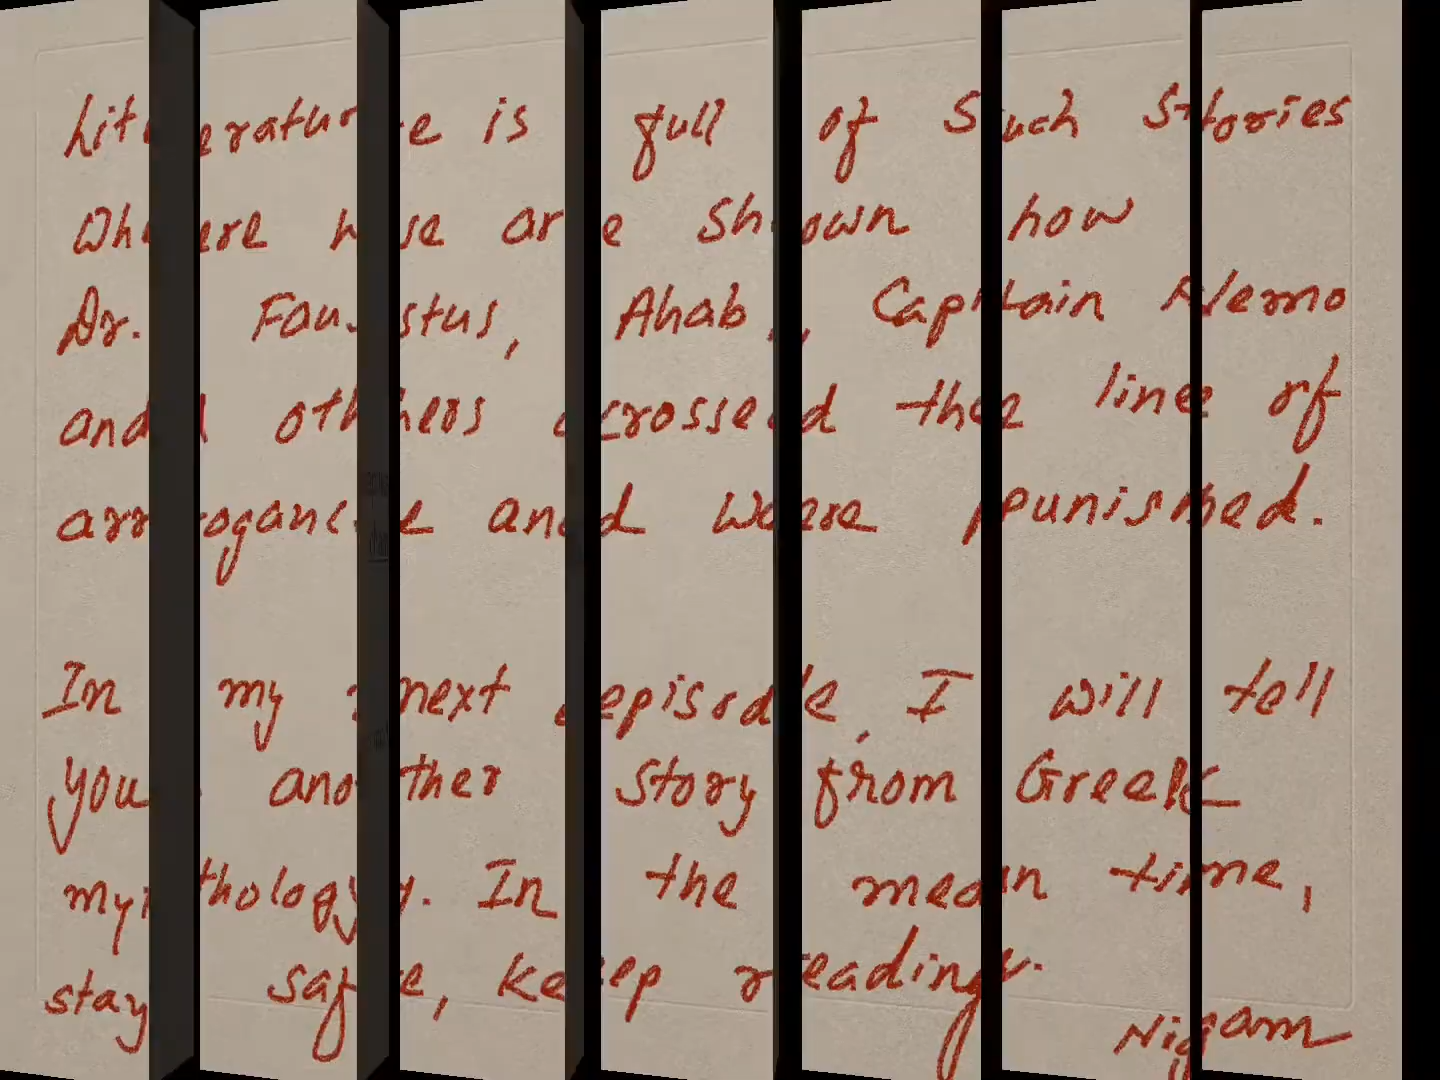 Literature is full of Such Stories
Where we are shown how
Dr. Faustus, Ahab, Captain Nemo
and others crossed the line of
arrogance and were punished.
In my next episode, I will tell
you another story from Greek
mythology. In the mean time,
stay safe, keep reading.
Nigam